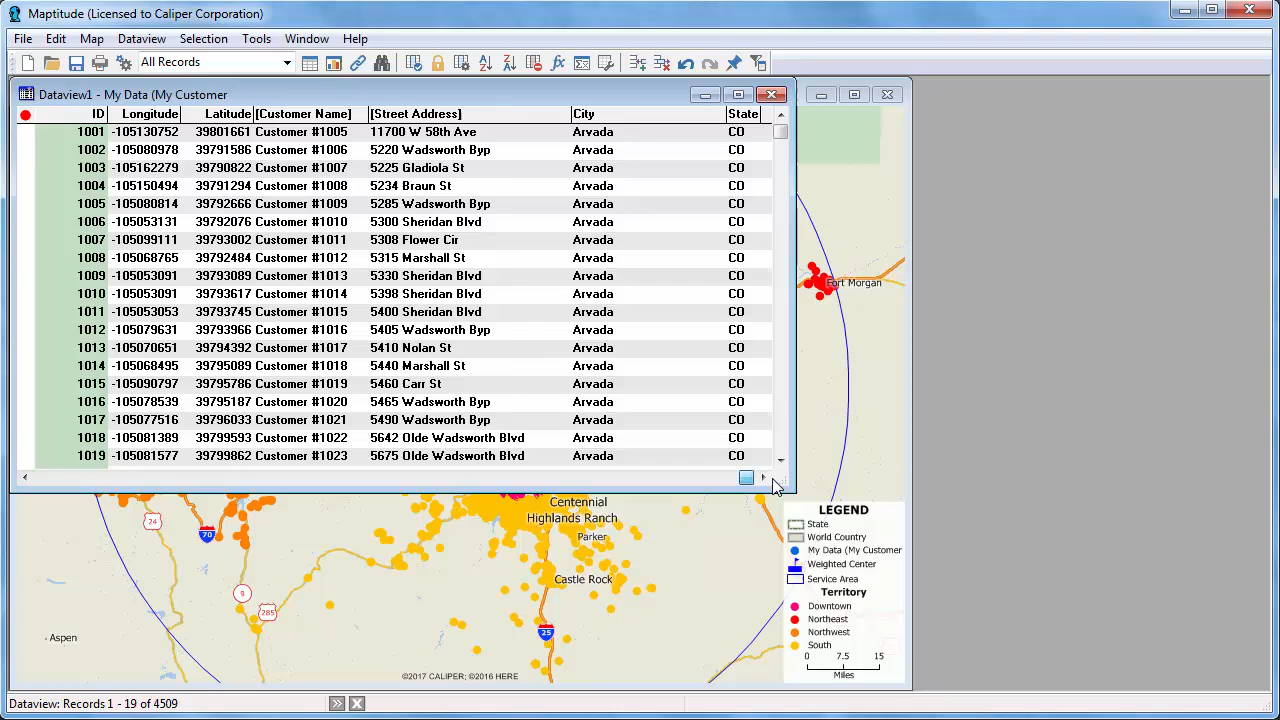 Maptitude (Licensed to Caliper Corporation)
File Edit Map Dataview Selection Tools Window Help
All Records
Dataview1 - My Data (My Customer
ID Longitude Latitude [Customer Name] [Street Address] City State
1001 -105130752 39801661 Customer #1005 11700 W 58th Ave Arvada CO
1002 -105080978 39791586 Customer #1006 5220 Wadsworth Byp Arvada CO
1003 -105162279 39790822 Customer #1007 5225 Gladiola St Arvada CO
1004 -105150494 39791294 Customer #1008 5234 Braun St Arvada CO
1005 -105080814 39792666 Customer #1009 5285 Wadsworth Byp Arvada CO
1006 -105053131 39792076 Customer #1010 5300 Sheridan Blvd Arvada CO
1007 -105099111 39793002 Customer #1011 5308 Flower Cir Arvada CO
1008 -105068765 39792484 Customer #1012 5315 Marshall St Arvada CO
1009 -105053391 39793089 Customer #1013 5330 Sheridan Blvd Arvada CO
1010 -105053091 39793617 Customer #1014 5398 Sheridan Blvd Arvada CO
1011 -105053053 39793745 Customer #1015 5400 Sheridan Blvd Arvada CO
1012 -105079631 39793966 Customer #1016 5405 Wadsworth Byp Arvada CO
1013 -105070651 39794392 Customer #1017 5410 Nolan St Arvada CO
1014 -105068495 39795089 Customer #1018 5440 Marshall St Arvada CO
1015 -105090797 39795786 Customer #1019 5460 Carr St Arvada CO
1016 -105078539 39795187 Customer #1020 5465 Wadsworth Byp Arvada CO
1017 -105077516 39796033 Customer #1021 5490 Wadsworth Byp Arvada CO
1018 -105081389 39799593 Customer #1022 5642 Olde Wadsworth Blvd Arvada CO
1019 -105081577 39799862 Customer #1023 5675 Olde Wadsworth Blvd Arvada CO
Fort Morgan
Centennial
Highlands Ranch
Parker
Castle Rock
Aspen
24
70
9
285
25
LEGEND
State
World Country
My Data (My Customer
Weighted Center
Service Area
Territory
Downtown
Northeast
Northwest
South
0 7.5 15
Miles
©2017 CALIPER; ©2016 HERE
Dataview: Records 1 - 19 of 4509